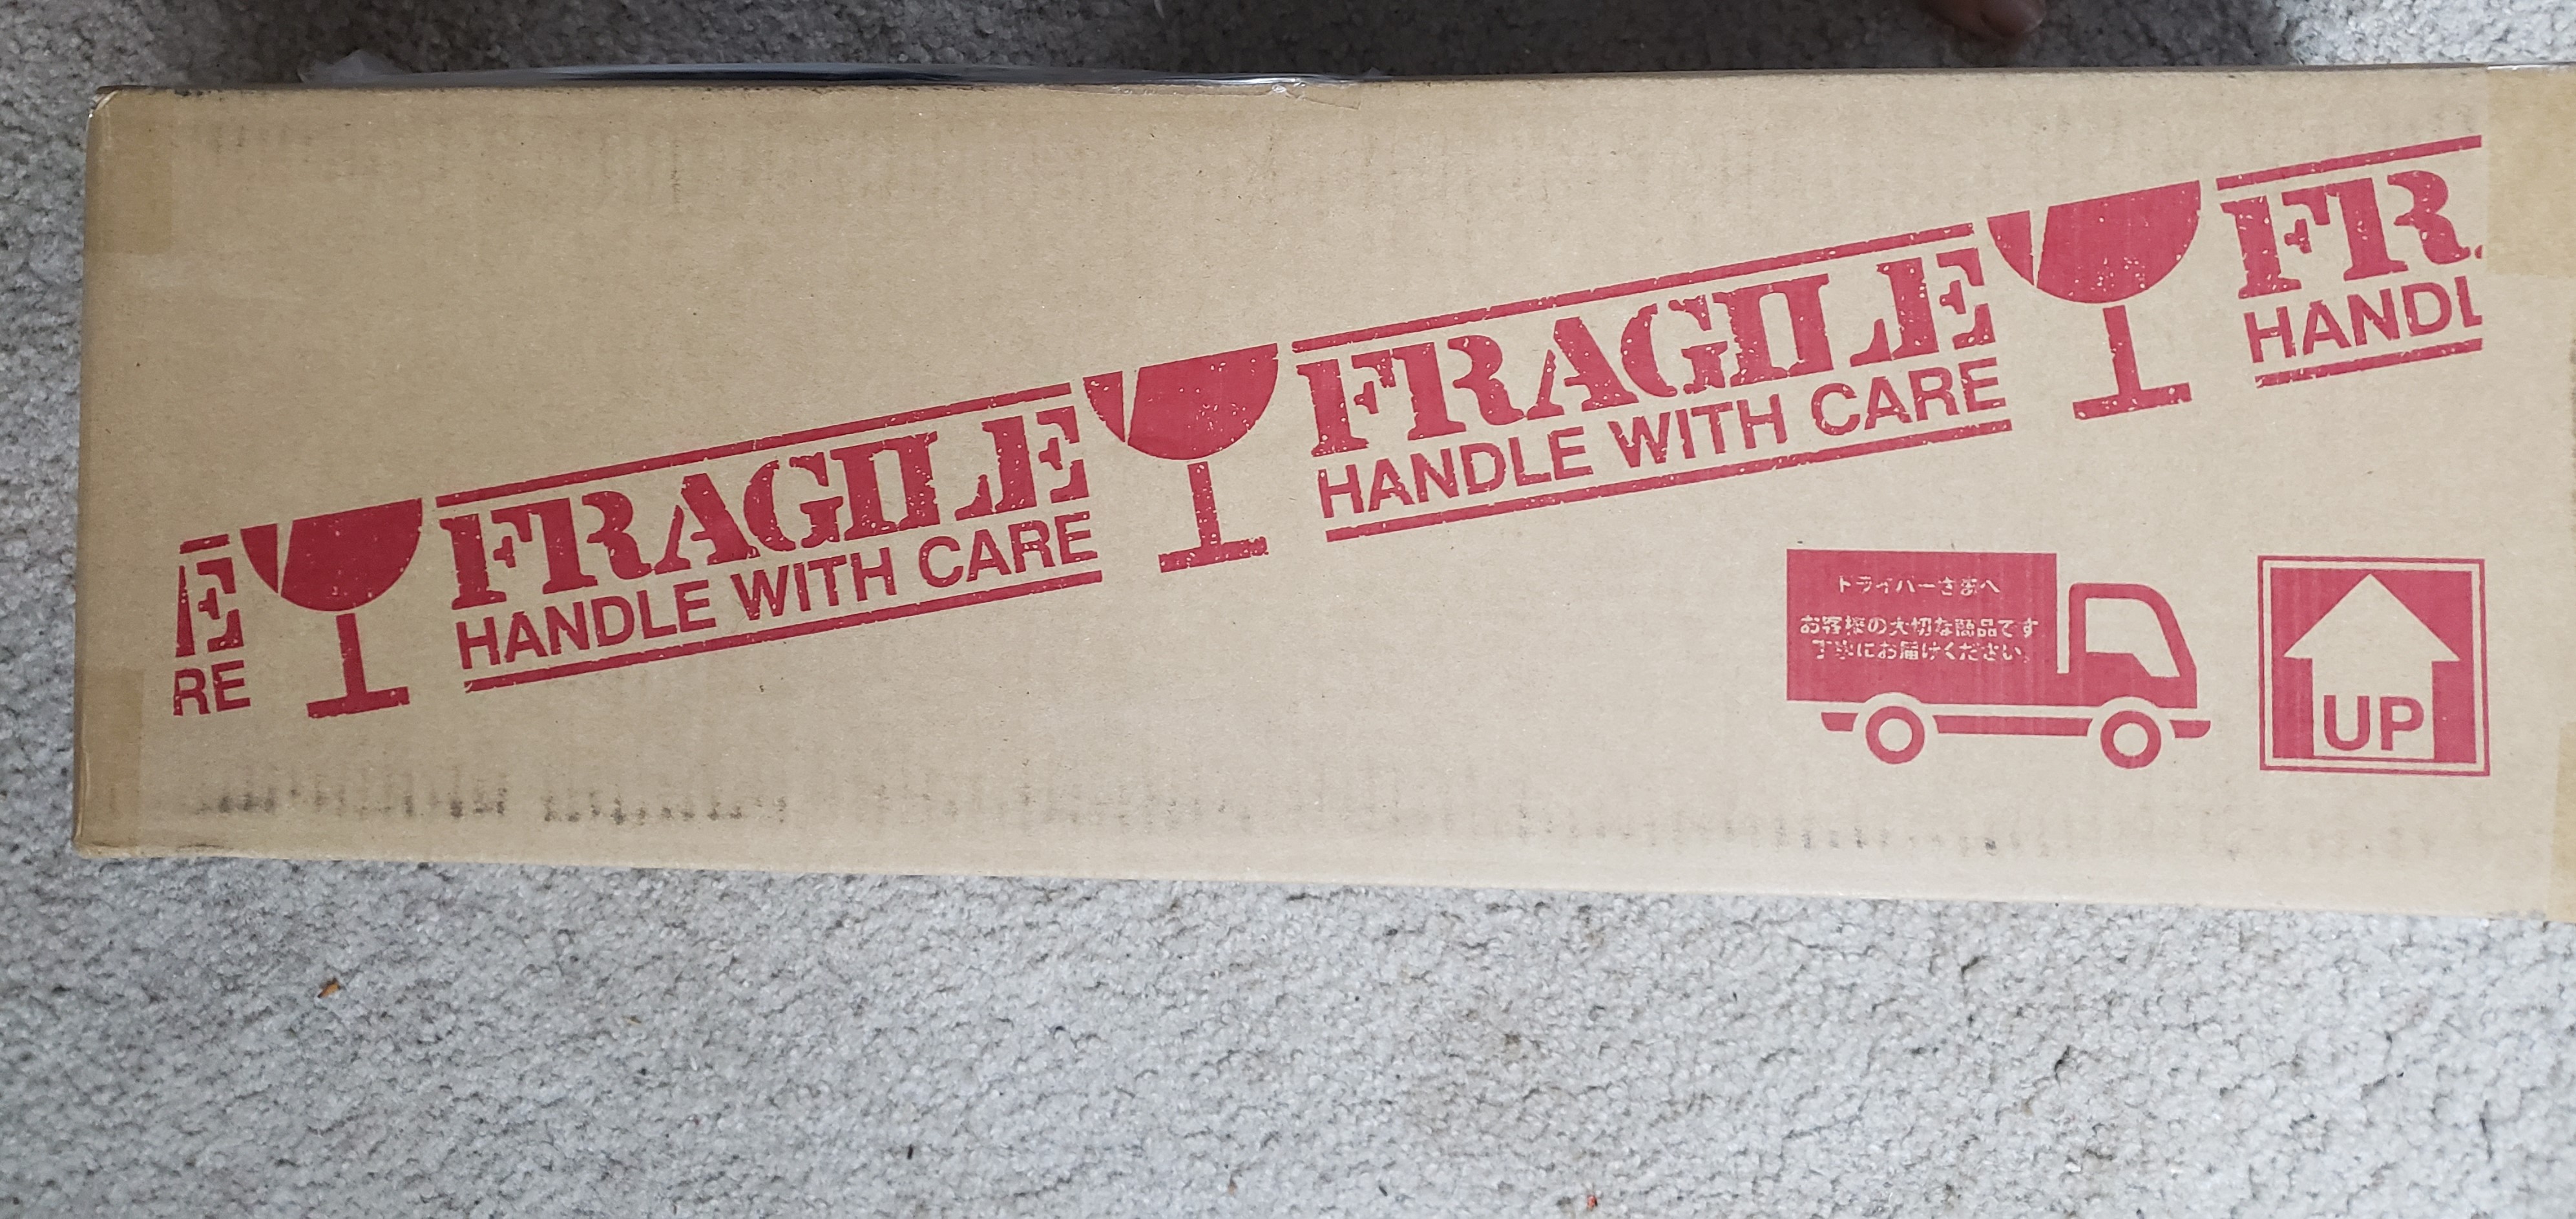 E
RE
FRAGILE
HANDLE WITH CARE
FRAGILE
HANDLE WITH CARE
FR
HANDL
ドライバーさまへ
お客様の大切な商品です
丁寧にお届けください。
UP